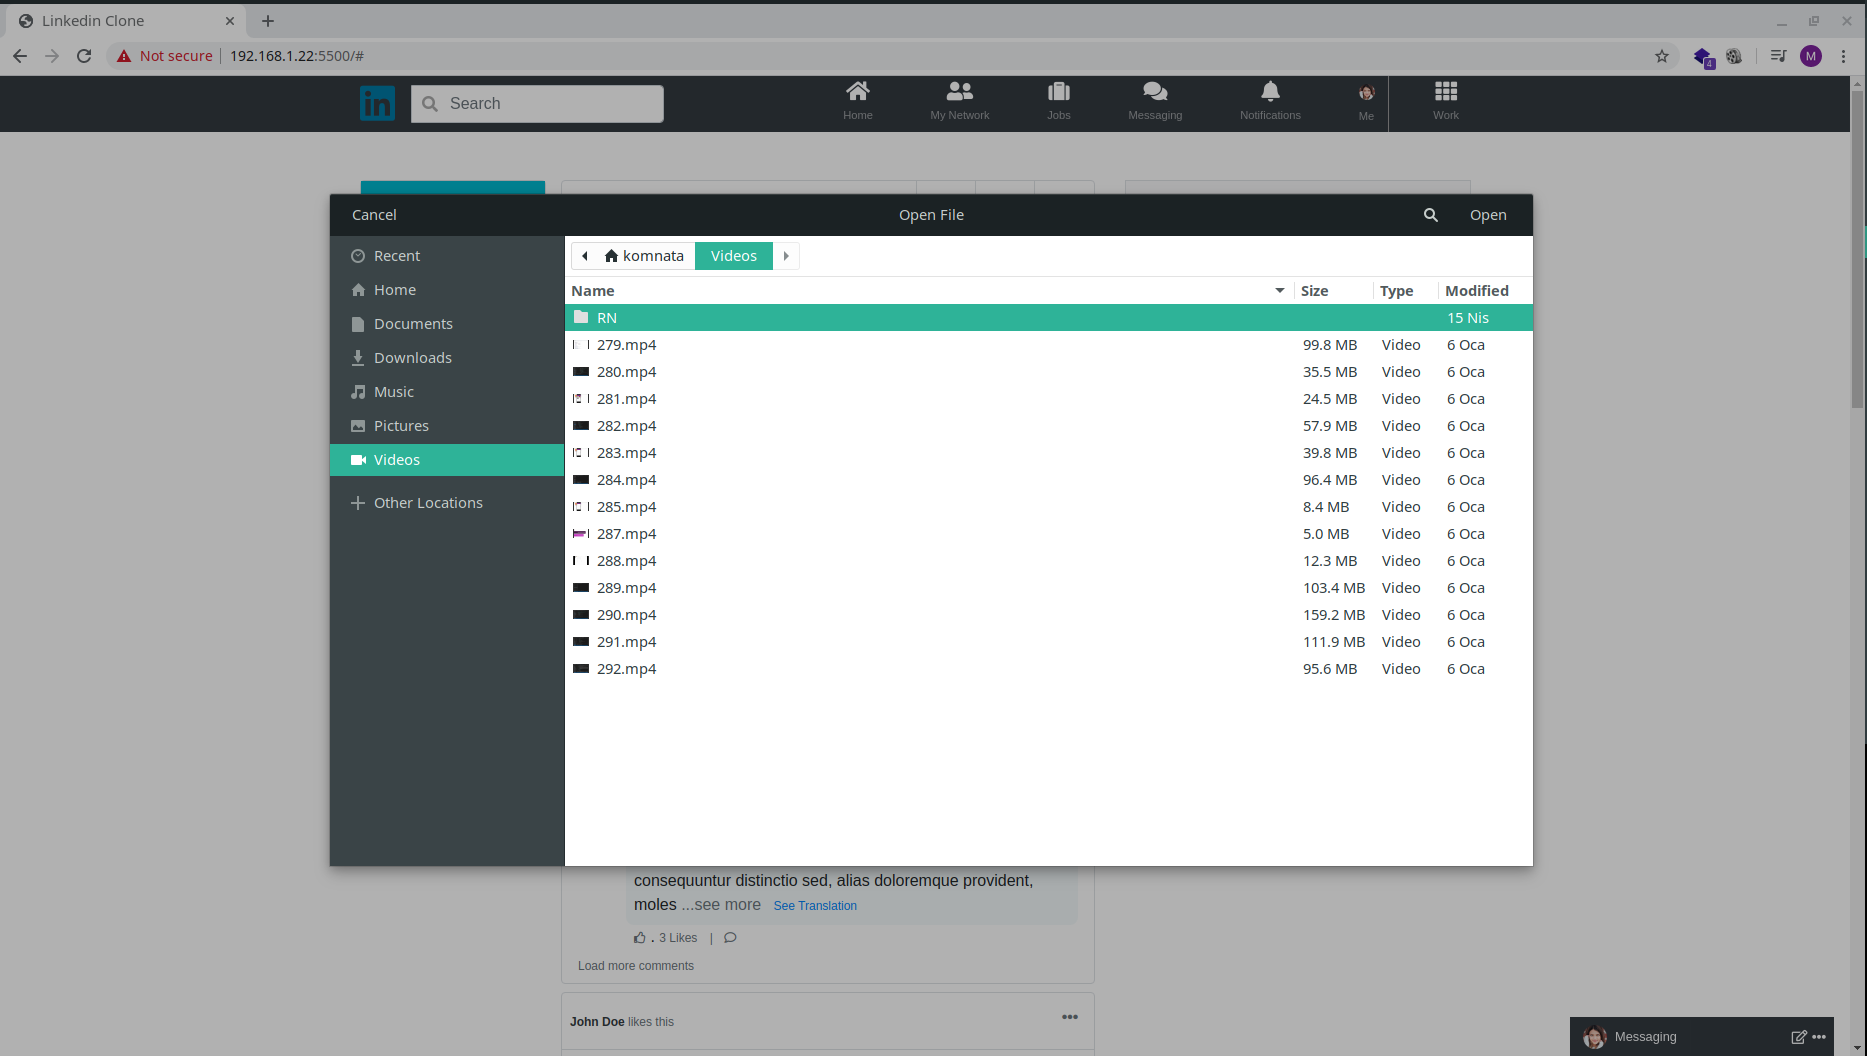 Linkedin Clone
Not secure 192.168.1.22:5500/#
4
M
in Search
Home
My Network
Jobs
Messaging
Notifications
Me
Work
Cancel
Open File
Open
Recent
Home
Documents
Downloads
Music
Pictures
Videos
Other Locations
komnata Videos
Name Size Type Modified
RN 15 Nis
279.mp4 99.8 MB Video 6 Oca
280.mp4 35.5 MB Video 6 Oca
281.mp4 24.5 MB Video 6 Oca
282.mp4 57.9 MB Video 6 Oca
283.mp4 39.8 MB Video 6 Oca
284.mp4 96.4 MB Video 6 Oca
285.mp4 8.4 MB Video 6 Oca
287.mp4 5.0 MB Video 6 Oca
288.mp4 12.3 MB Video 6 Oca
289.mp4 103.4 MB Video 6 Oca
290.mp4 159.2 MB Video 6 Oca
291.mp4 111.9 MB Video 6 Oca
292.mp4 95.6 MB Video 6 Oca
consequuntur distinctio sed, alias doloremque provident,
moles ...see more See Translation
. 3 Likes |
Load more comments
John Doe likes this
Messaging